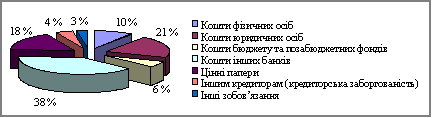 4%
3%
10%
18%
21%
6%
38%
Кошти фізичних осіб
Кошти юридичних осіб
Кошти бюджету та позабюджетних фондів
Кошти інших банків
Цінні папери
Іншим кредиторам (кредиторська заборгованість)
Інші зобов'язання